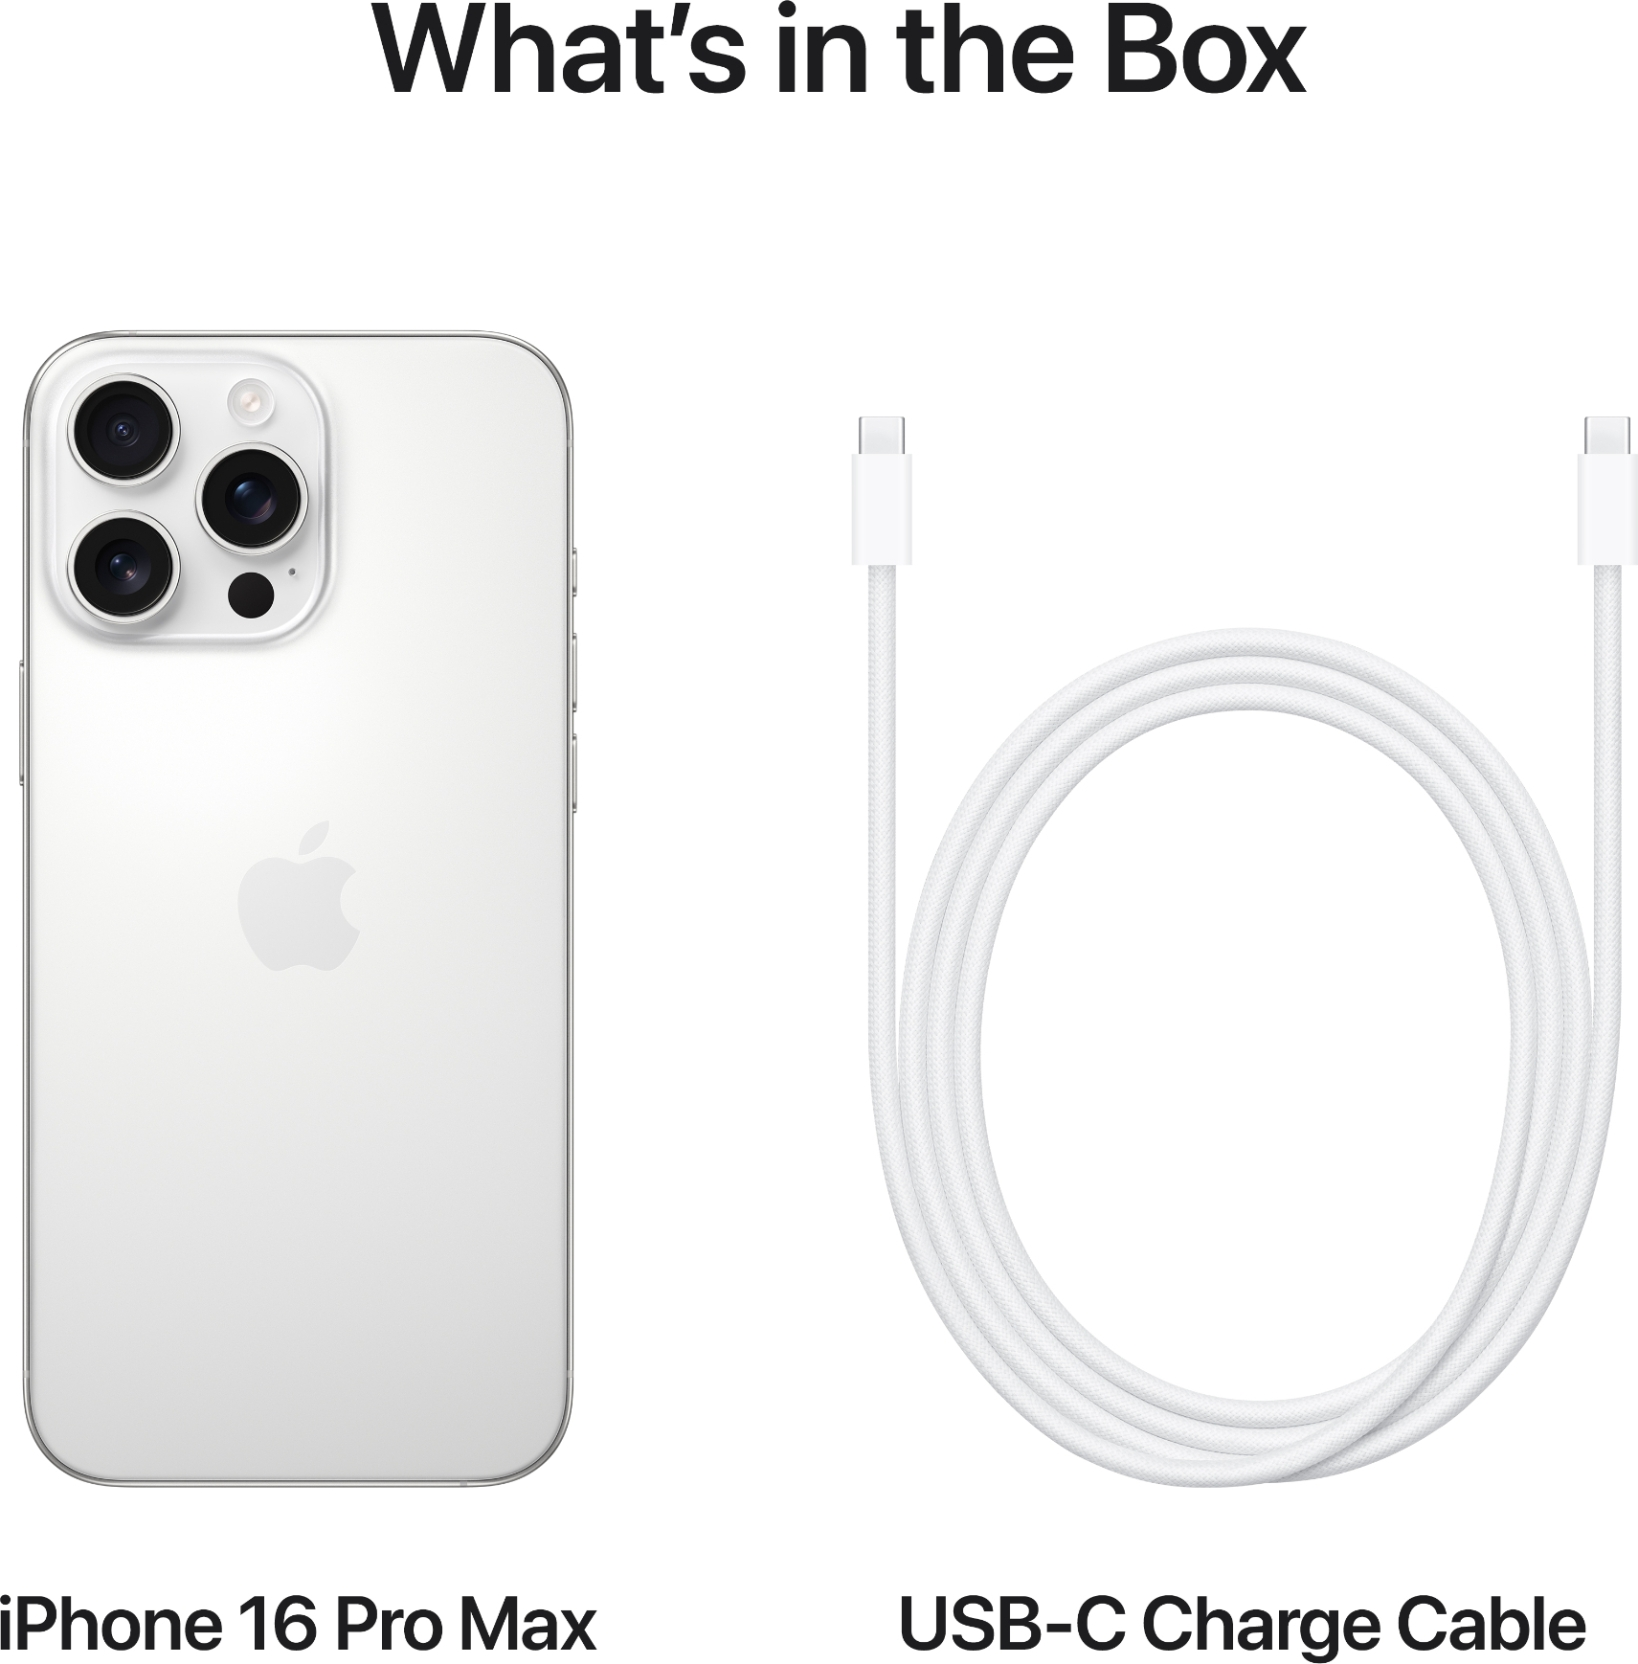 What’s in the Box
iPhone 16 Pro Max
USB-C Charge Cable